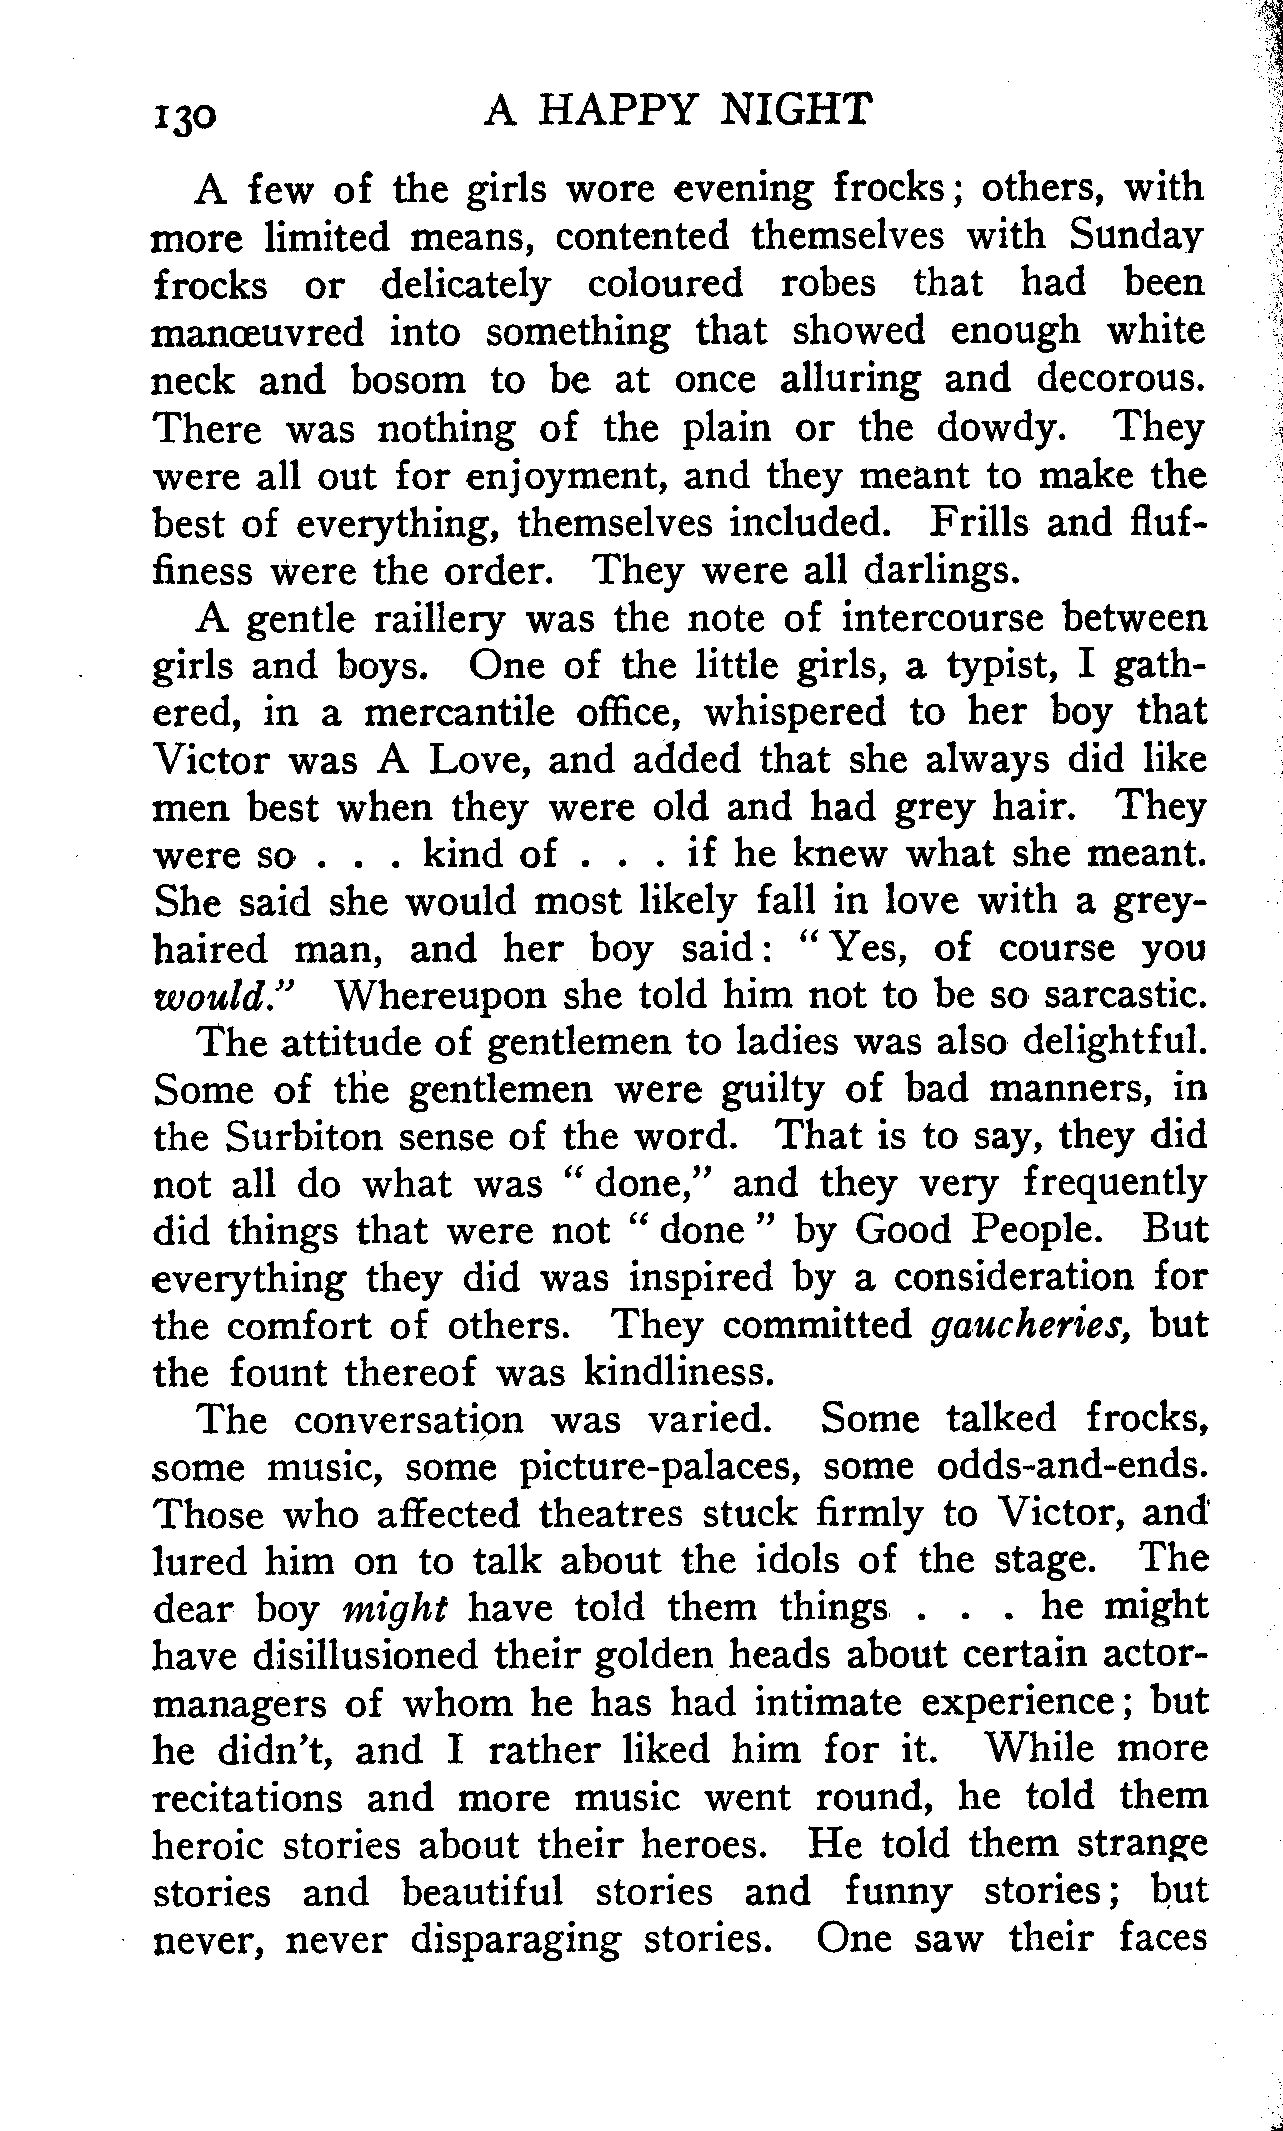 130 A HAPPY NIGHT
A few of the girls wore evening frocks; others, with
more limited means, contented themselves with Sunday
frocks or delicately coloured robes that had been
manœuvred into something that showed enough white
neck and bosom to be at once alluring and decorous.
There was nothing of the plain or the dowdy. They
were all out for enjoyment, and they meant to make the
best of everything, themselves included. Frills and fluf-
finess were the order. They were all darlings.
A gentle raillery was the note of intercourse between
girls and boys. One of the little girls, a typist, I gath-
ered, in a mercantile office, whispered to her boy that
Victor was A Love, and added that she always did like
men best when they were old and had grey hair. They
were so . . . kind of . . . if he knew what she meant.
She said she would most likely fall in love with a grey-
haired man, and her boy said: “Yes, of course you
would.” Whereupon she told him not to be so sarcastic.
The attitude of gentlemen to ladies was also delightful.
Some of the gentlemen were guilty of bad manners, in
the Surbiton sense of the word. That is to say, they did
not all do what was “ done,” and they very frequently
did things that were not “ done ” by Good People. But
everything they did was inspired by a consideration for
the comfort of others. They committed gaucheries, but
the fount thereof was kindliness.
The conversation was varied. Some talked frocks,
some music, some picture-palaces, some odds-and-ends.
Those who affected theatres stuck firmly to Victor, and
lured him on to talk about the idols of the stage. The
dear boy might have told them things . . . he might
have disillusioned their golden heads about certain actor-
managers of whom he has had intimate experience; but
he didn't, and I rather liked him for it. While more
recitations and more music went round, he told them
heroic stories about their heroes. He told them strange
stories and beautiful stories and funny stories; but
never, never disparaging stories. One saw their faces